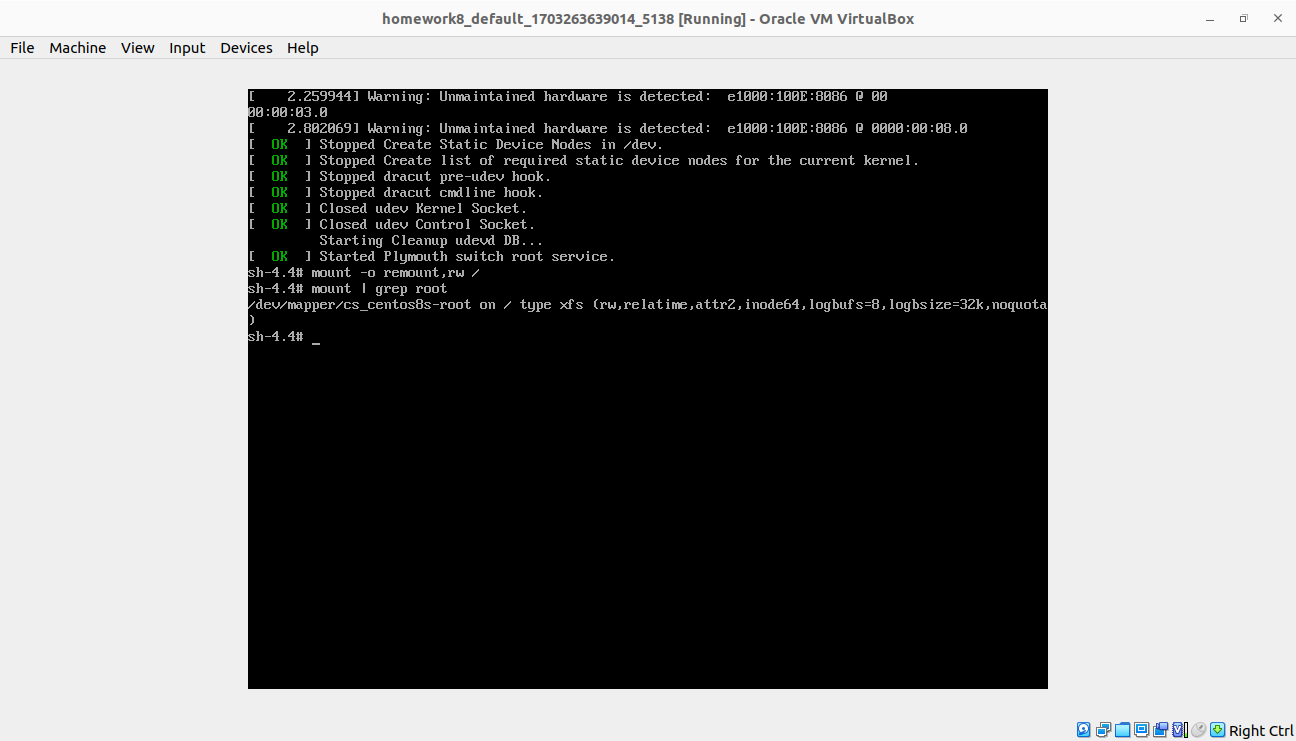 homework8_default_1703263639014_5138 [Running] - Oracle VM VirtualBox
File Machine View Input Devices Help
[    2.259944] Warning: Unmaintained hardware is detected:  e1000:100E:8086 @ 00
00:00:03.0
[    2.802069] Warning: Unmaintained hardware is detected:  e1000:100E:8086 @ 0000:00:08.0
[  OK  ] Stopped Create Static Device Nodes in /dev.
[  OK  ] Stopped Create list of required static device nodes for the current kernel.
[  OK  ] Stopped dracut pre-udev hook.
[  OK  ] Stopped dracut cmdline hook.
[  OK  ] Closed udev Kernel Socket.
[  OK  ] Closed udev Control Socket.
         Starting Cleanup udevd DB...
[  OK  ] Started Plymouth switch root service.
sh-4.4# mount -o remount,rw /
sh-4.4# mount | grep root
/dev/mapper/cs_centos8s-root on / type xfs (rw,relatime,attr2,inode64,logbufs=8,logbsize=32k,noquota
)
sh-4.4# _
Right Ctrl